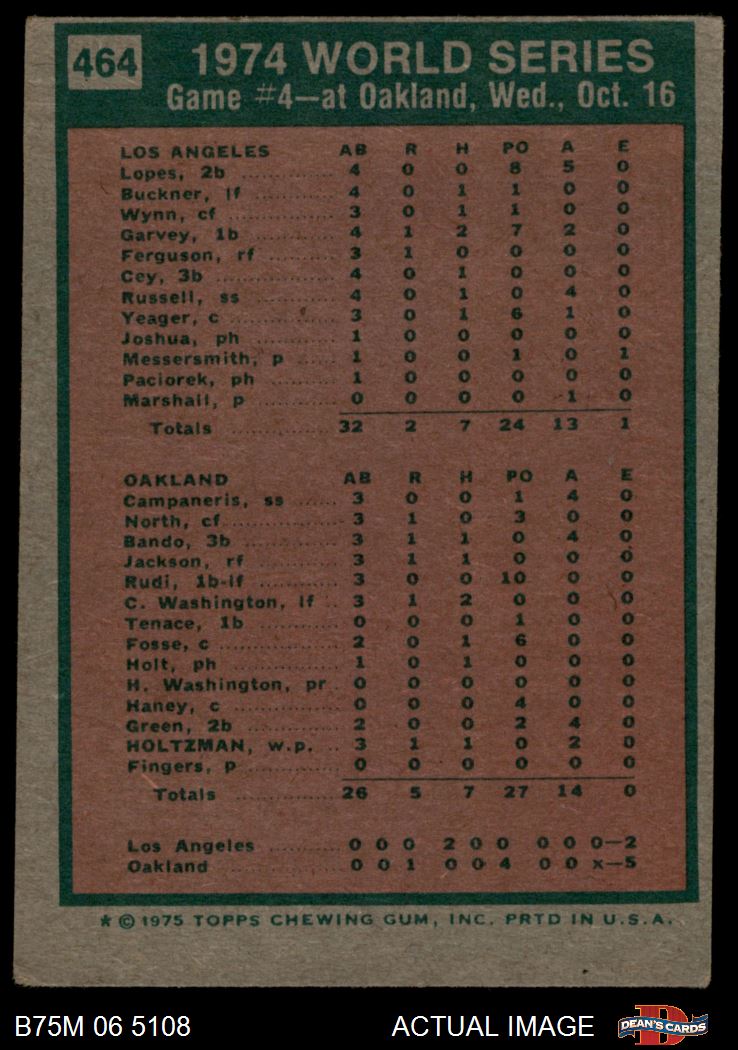 464 1974 WORLD SERIES
Game #4—at Oakland, Wed., Oct. 16
LOS ANGELES AB R H PO A E
Lopes, 2b 4 0 0 8 5 0
Buckner, lf 4 0 1 1 0 0
Wynn, cf 3 0 1 1 0 0
Garvey, 1b 4 1 2 7 2 0
Ferguson, rf 3 1 0 0 0 0
Cey, 3b 4 0 1 0 0 0
Russell, ss 4 0 1 0 4 0
Yeager, c 3 0 1 6 1 0
Joshua, ph 1 0 0 0 0 0
Messersmith, p 1 0 0 1 0 1
Paciorek, ph 1 0 0 0 0 0
Marshall, p 0 0 0 0 1 0
Totals 32 2 7 24 13 1
OAKLAND AB R H PO A E
Campaneris, ss 3 0 0 1 4 0
North, cf 3 1 0 3 0 0
Bando, 3b 3 1 1 0 4 0
Jackson, rf 3 1 1 0 0 0
Rudi, 1b-lf 3 0 0 10 0 0
C. Washington, lf 3 1 2 0 0 0
Tenace, 1b 0 0 0 1 0 0
Fosse, c 2 0 1 6 0 0
Holt, ph 1 0 1 0 0 0
H. Washington, pr 0 0 0 0 0 0
Haney, c 0 0 0 4 0 0
Green, 2b 2 0 0 2 4 0
HOLTZMAN, w.p. 3 1 1 0 2 0
Fingers, p 0 0 0 0 0 0
Totals 26 5 7 27 14 0
Los Angeles 0 0 0 2 0 0 0 0 0—2
Oakland 0 0 1 0 0 4 0 0 x—5
* © 1975 TOPPS CHEWING GUM, INC. PRTD IN U.S.A.
B75M 06 5108 ACTUAL IMAGE DEAN'S CARDS